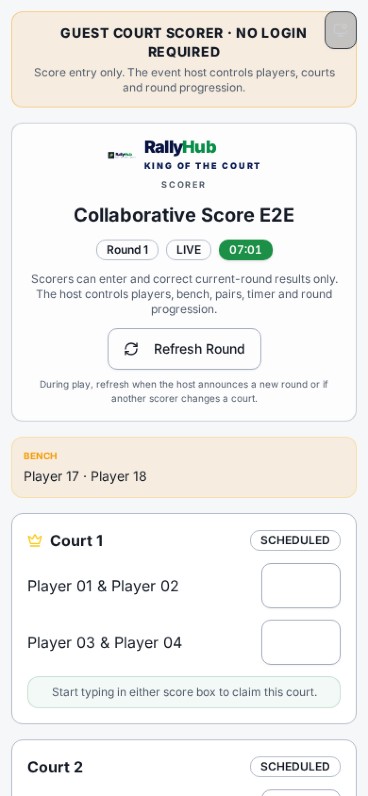 GUEST COURT SCORER · NO LOGIN
REQUIRED
Score entry only. The event host controls players, courts
and round progression.
RallyHub
RallyHub
KING OF THE COURT
SCORER
Collaborative Score E2E
Round 1
LIVE
07:01
Scorers can enter and correct current-round results only.
The host controls players, bench, pairs, timer and round
progression.
Refresh Round
During play, refresh when the host announces a new round or if
another scorer changes a court.
BENCH
Player 17 · Player 18
Court 1
SCHEDULED
Player 01 & Player 02
Player 03 & Player 04
Start typing in either score box to claim this court.
Court 2
SCHEDULED